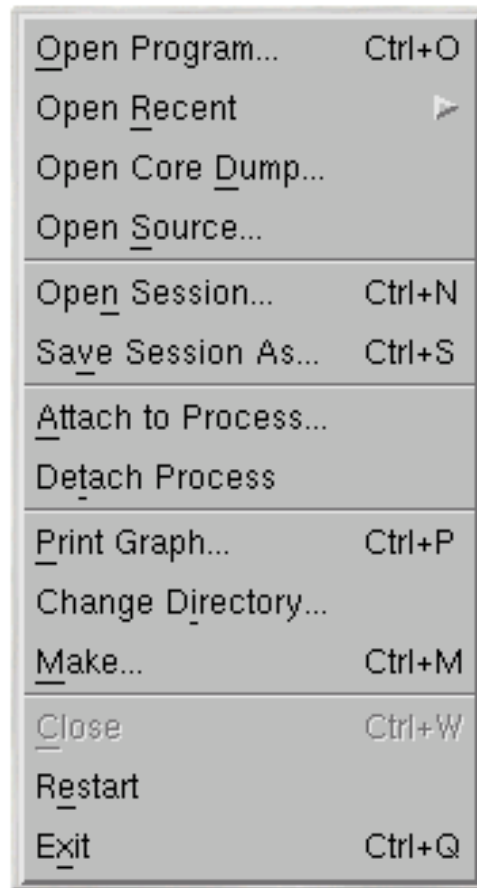 Open Program... Ctrl+O
Open Recent
Open Core Dump...
Open Source...
Open Session... Ctrl+N
Save Session As... Ctrl+S
Attach to Process...
Detach Process
Print Graph... Ctrl+P
Change Directory...
Make... Ctrl+M
Close Ctrl+W
Restart
Exit Ctrl+Q